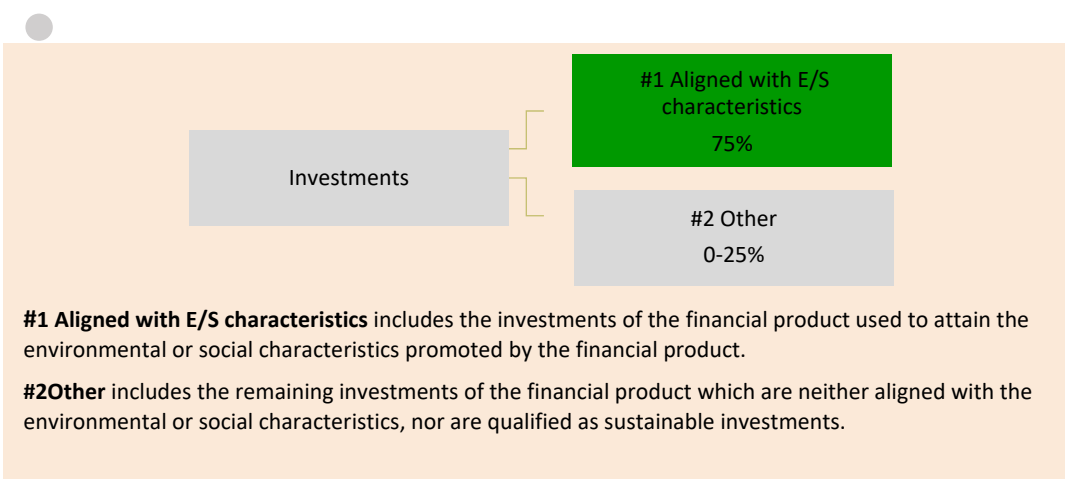 #1 Aligned with E/S
characteristics
75%
Investments
#2 Other
0-25%
#1 Aligned with E/S characteristics includes the investments of the financial product used to attain the
environmental or social characteristics promoted by the financial product.
#2Other includes the remaining investments of the financial product which are neither aligned with the
environmental or social characteristics, nor are qualified as sustainable investments.